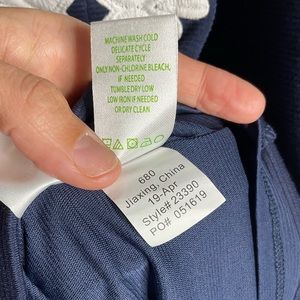 MACHINE WASH COLD
DELICATE CYCLE
SEPARATELY
ONLY NON-CHLORINE BLEACH,
IF NEEDED
TUMBLE DRY LOW
LOW IRON IF NEEDED
OR DRY CLEAN
680
Jiaxing, China
19-Apr
Style# 23390
PO# 051619